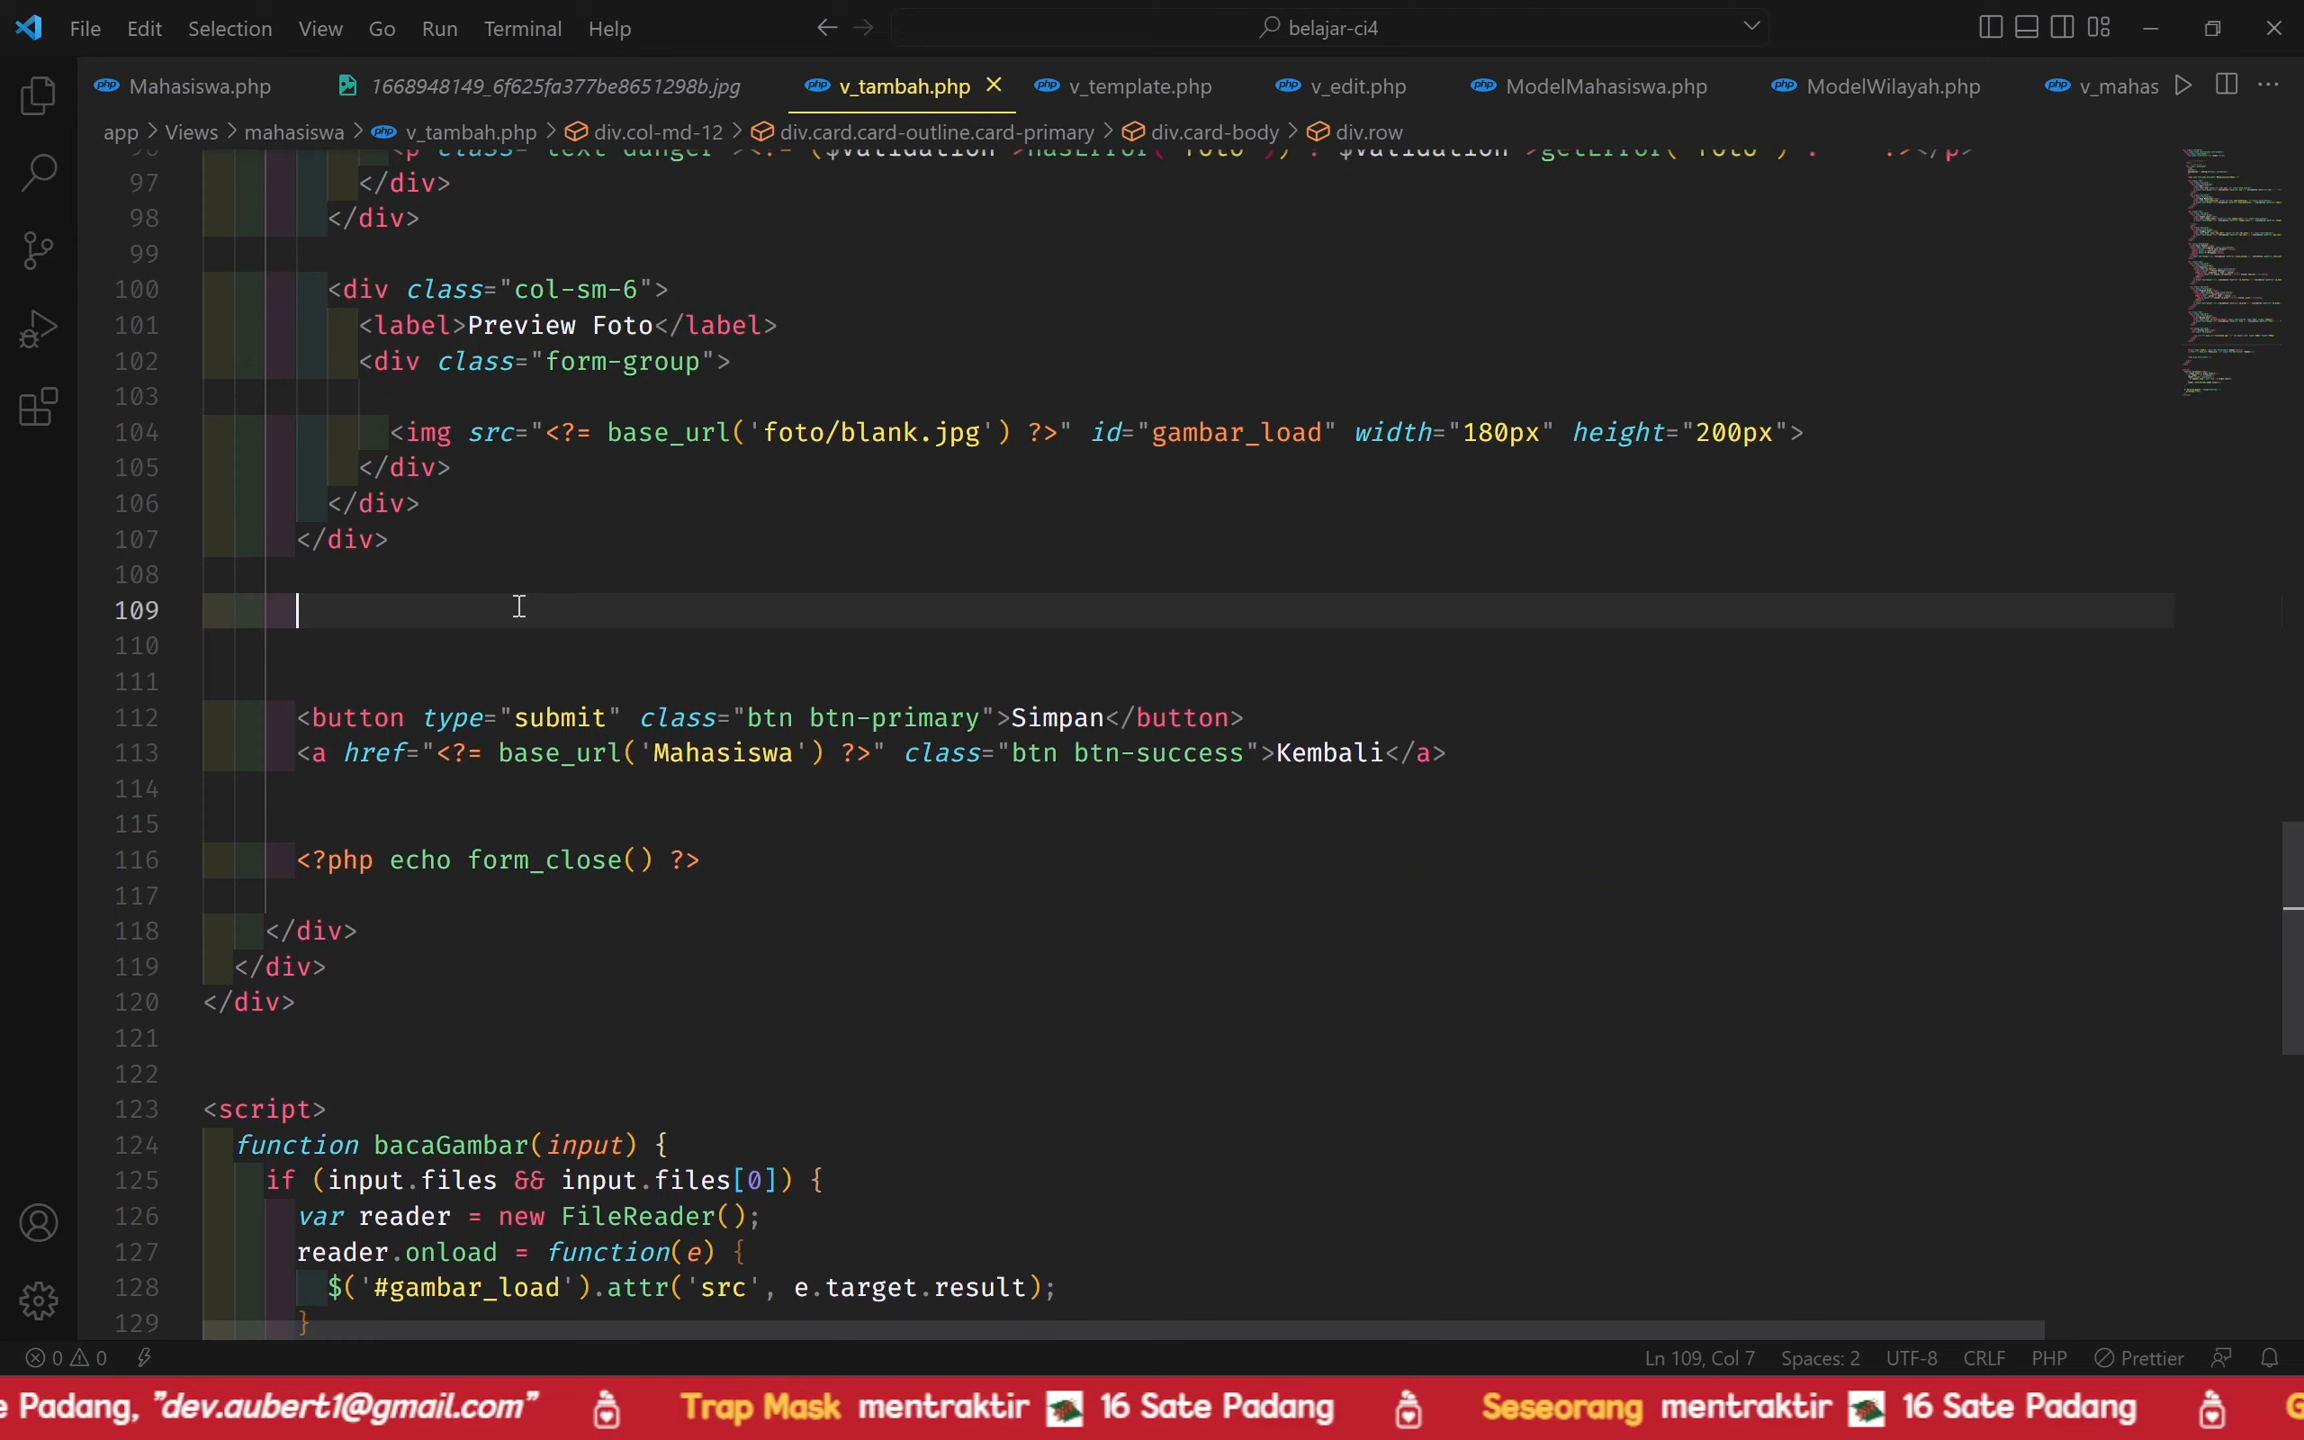 File Edit Selection View Go Run Terminal Help
belajar-ci4
Mahasiswa.php 1668948149_6f625fa377be8651298b.jpg v_tambah.php v_template.php v_edit.php ModelMahasiswa.php ModelWilayah.php v_mahas
app > Views > mahasiswa > v_tambah.php > div.col-md-12 > div.card.card-outline.card-primary > div.card-body > div.row
97 </div>
98 </div>
99
100 <div class="col-sm-6">
101 <label>Preview Foto</label>
102 <div class="form-group">
103
104 <img src="<?= base_url('foto/blank.jpg') ?>" id="gambar_load" width="180px" height="200px">
105 </div>
106 </div>
107 </div>
108
109
110
111
112 <button type="submit" class="btn btn-primary">Simpan</button>
113 <a href="<?= base_url('Mahasiswa') ?>" class="btn btn-success">Kembali</a>
114
115
116 <?php echo form_close() ?>
117
118 </div>
119 </div>
120 </div>
121
122
123 <script>
124 function bacaGambar(input) {
125 if (input.files && input.files[0]) {
126 var reader = new FileReader();
127 reader.onload = function(e) {
128 $('#gambar_load').attr('src', e.target.result);
129 }
0 0 Ln 109, Col 7 Spaces: 2 UTF-8 CRLF PHP Prettier
e Padang, "dev.aubert1@gmail.com" Trap Mask mentraktir 16 Sate Padang Seseorang mentraktir 16 Sate Padang G